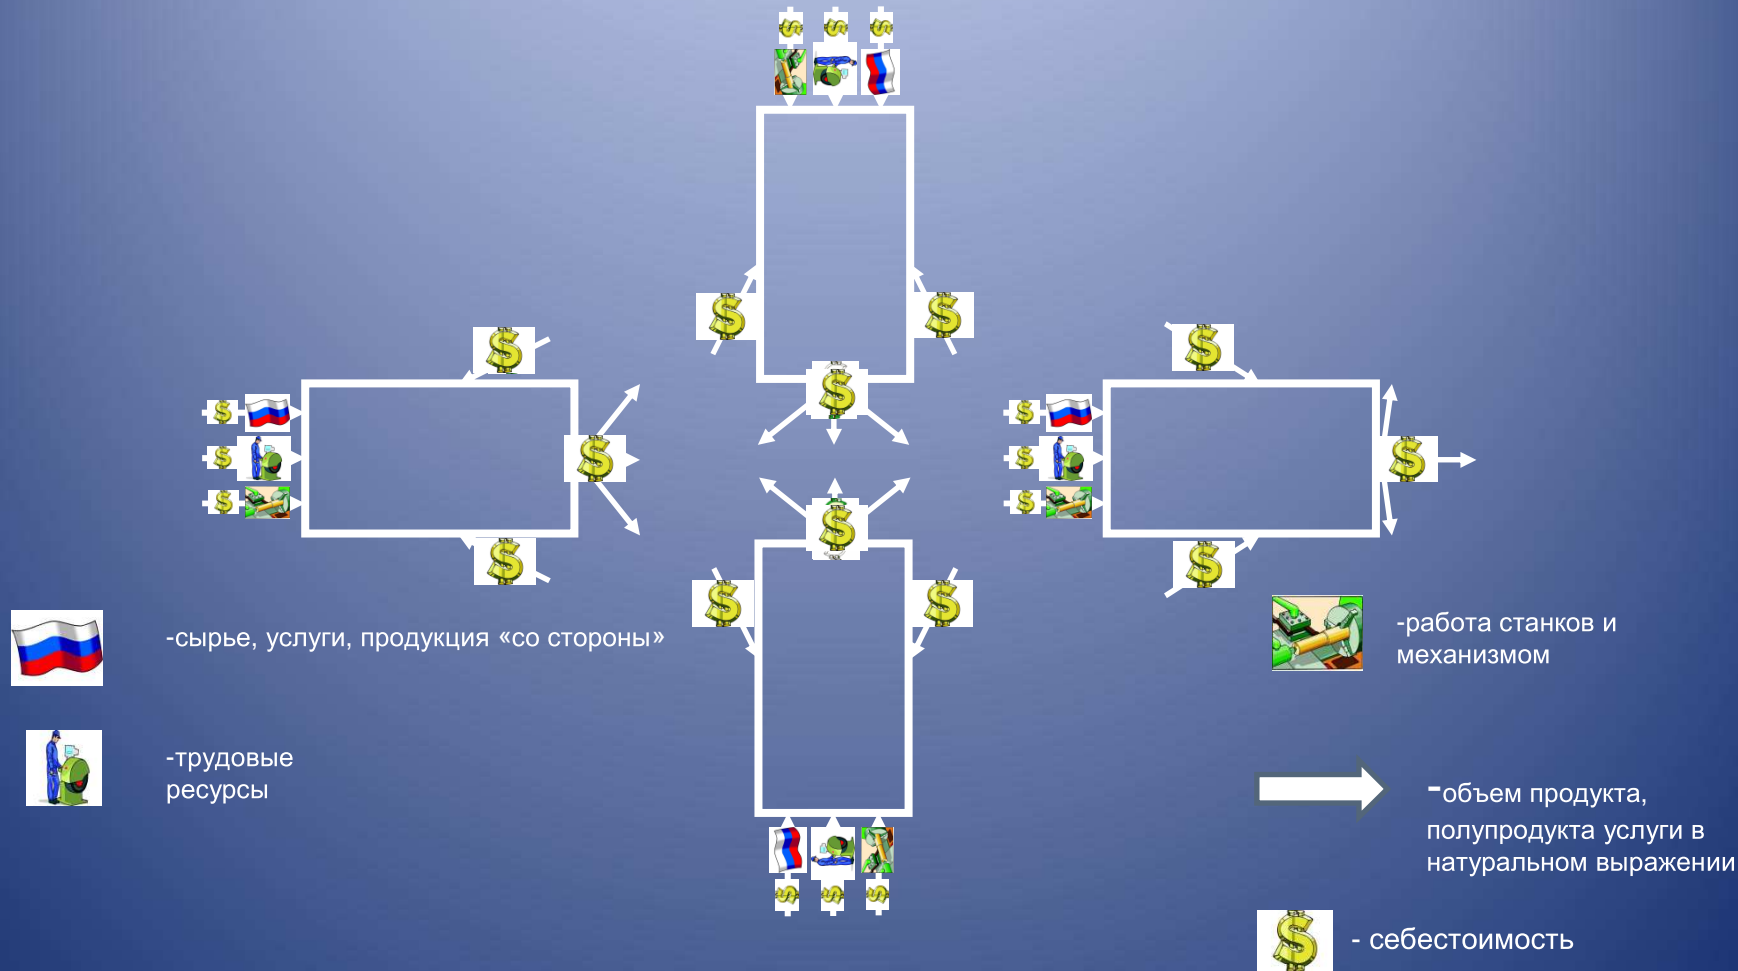 -сырье, услуги, продукция «со стороны»
-трудовые
ресурсы
-работа станков и
механизмом
-объем продукта,
полупродукта услуги в
натуральном выражении
- себестоимость